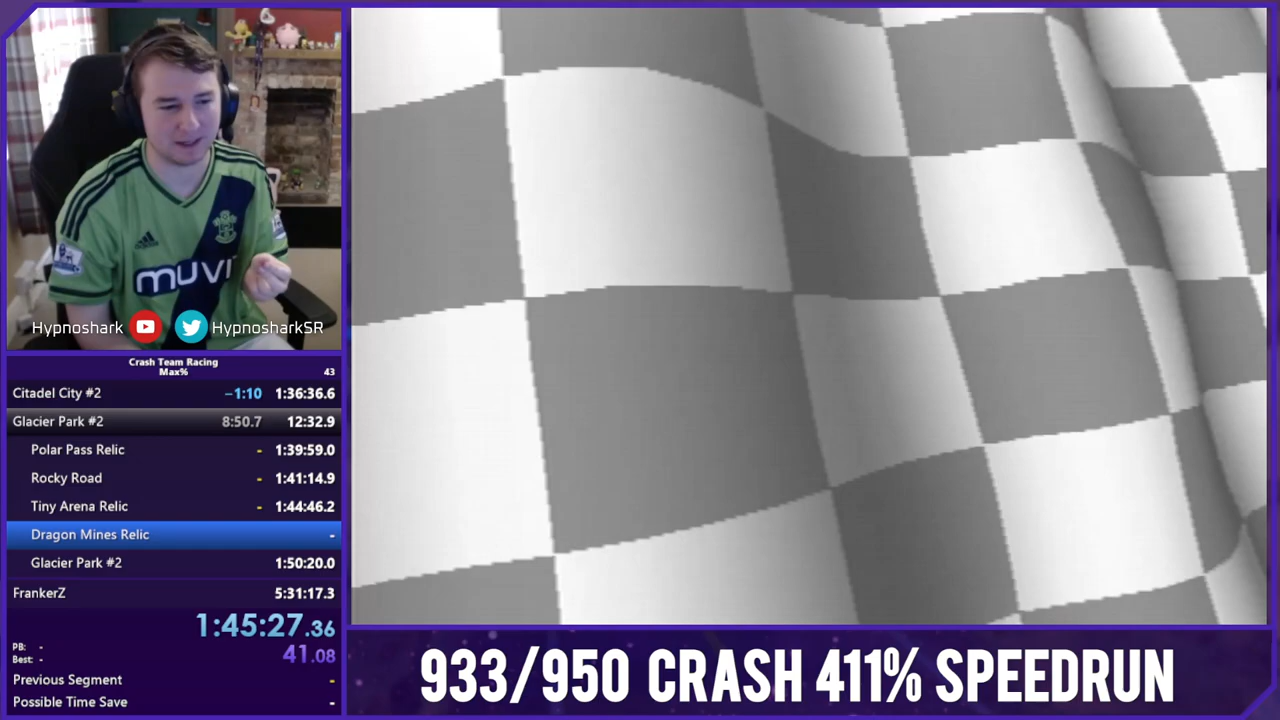 muvi
Hypnoshark HypnosharkSR
Crash Team Racing
Max% 43
Citadel City #2 −1:10 1:36:36.6
Glacier Park #2 8:50.7 12:32.9
Polar Pass Relic - 1:39:59.0
Rocky Road - 1:41:14.9
Tiny Arena Relic - 1:44:46.2
Dragon Mines Relic -
Glacier Park #2 1:50:20.0
FrankerZ 5:31:17.3
1:45:27.36
PB: -
Best: - 41.08
Previous Segment -
Possible Time Save -
933/950 CRASH 411% SPEEDRUN